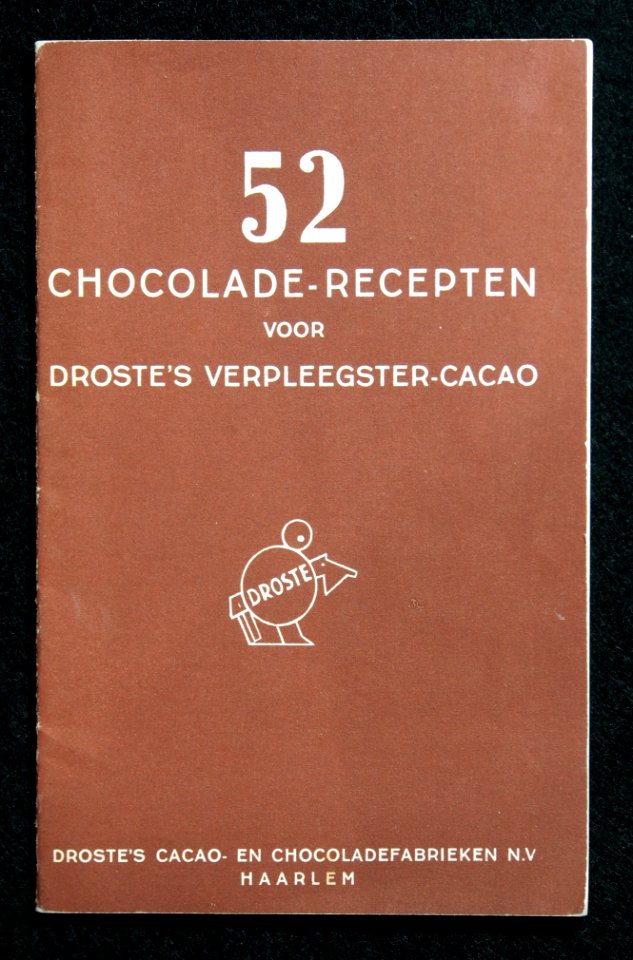 52
CHOCOLADE-RECEPTEN
VOOR
DROSTE'S VERPLEEGSTER-CACAO
DROSTE
DROSTE'S CACAO- EN CHOCOLADEFABRIEKEN N.V
HAARLEM